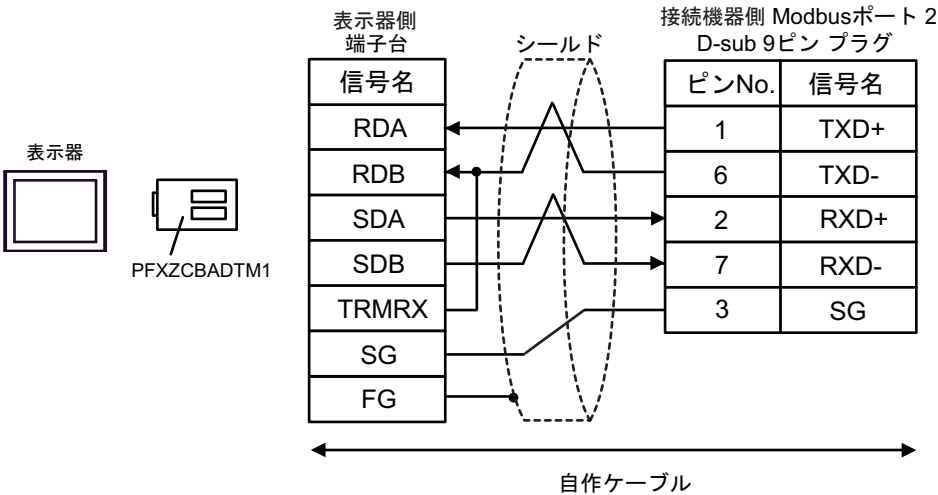 表示器
PFXZCBADTM1
表示器側
端子台
信号名
RDA
RDB
SDA
SDB
TRMRX
SG
FG
シールド
接続機器側 Modbusポート 2
D-sub 9ピン プラグ
ピンNo. 信号名
1 TXD+
6 TXD-
2 RXD+
7 RXD-
3 SG
自作ケーブル